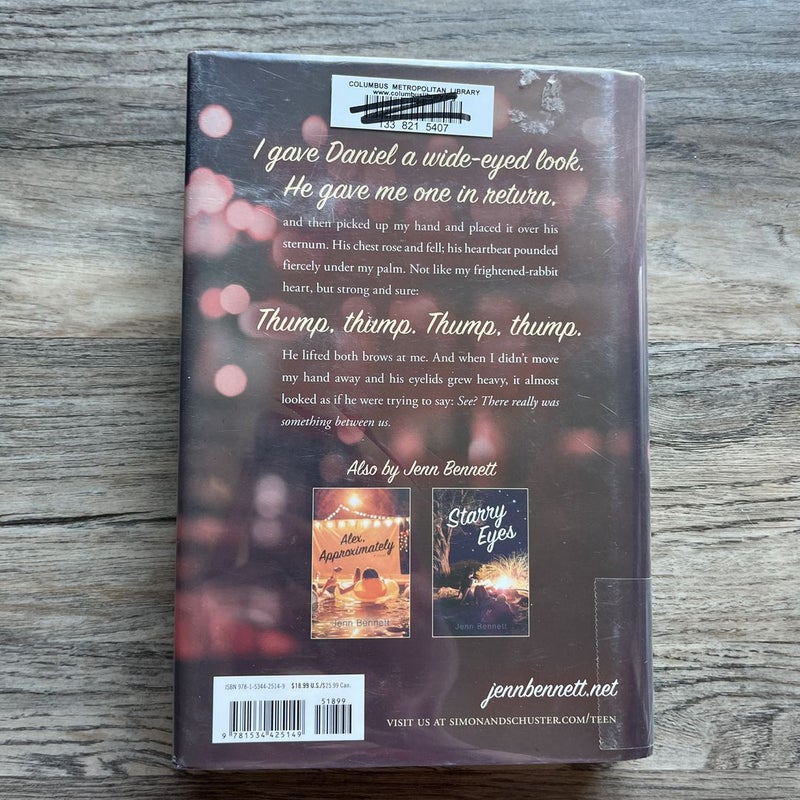 COLUMBUS METROPOLITAN LIBRARY
133 821 5407
I gave Daniel a wide-eyed look.
He gave me one in return,
and then picked up my hand and placed it over his
sternum. His chest rose and fell; his heartbeat pounded
fiercely under my palm. Not like my frightened-rabbit
heart, but strong and sure:
Thump, thump. Thump, thump.
He lifted both brows at me. And when I didn't move
my hand away and his eyelids grew heavy, it almost
looked as if he were trying to say: See? There really was
something between us.
Also by Jenn Bennett
Alex,
Approximately
Jenn Bennett
Starry
Eyes
Jenn Bennett
ISBN 978-1-5344-2514-9 $18.99 U.S./$25.99 Can.
51899
9 781534 425149
jennbennett.net
VISIT US AT SIMONANDSCHUSTER.COM/TEEN